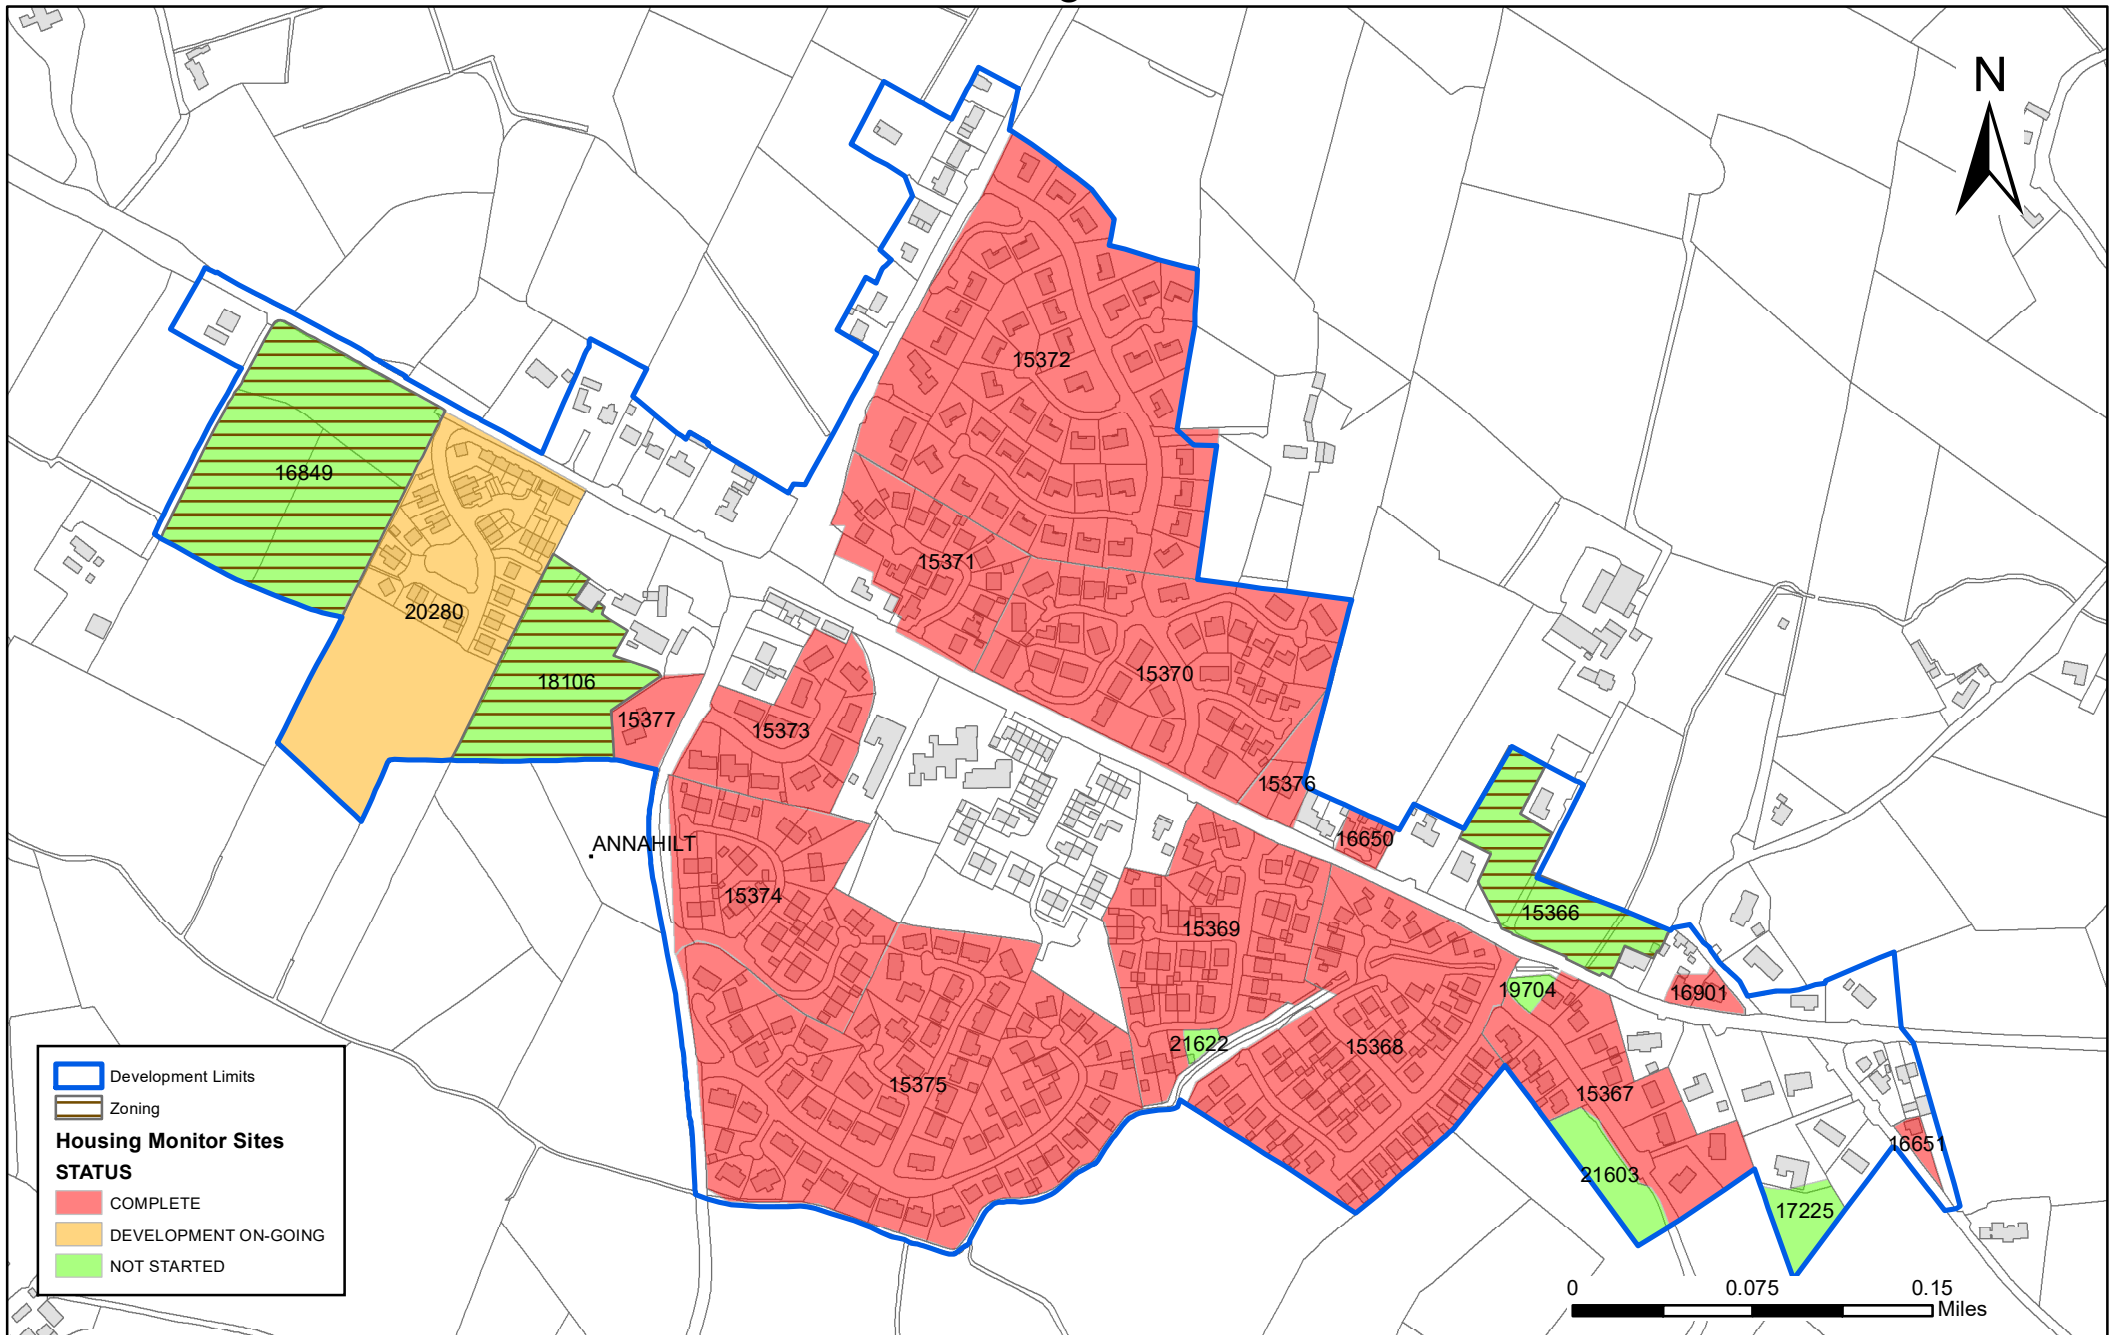 N
15372
16849
15371
20280
15370
18106
15377
15373
15376
16650
ANNAHILT
15374
15366
15369
19704
16901
21622
15368
15375
15367
16651
21603
17225
Development Limits
Zoning
Housing Monitor Sites
STATUS
COMPLETE
DEVELOPMENT ON-GOING
NOT STARTED
0 0.075 0.15
Miles